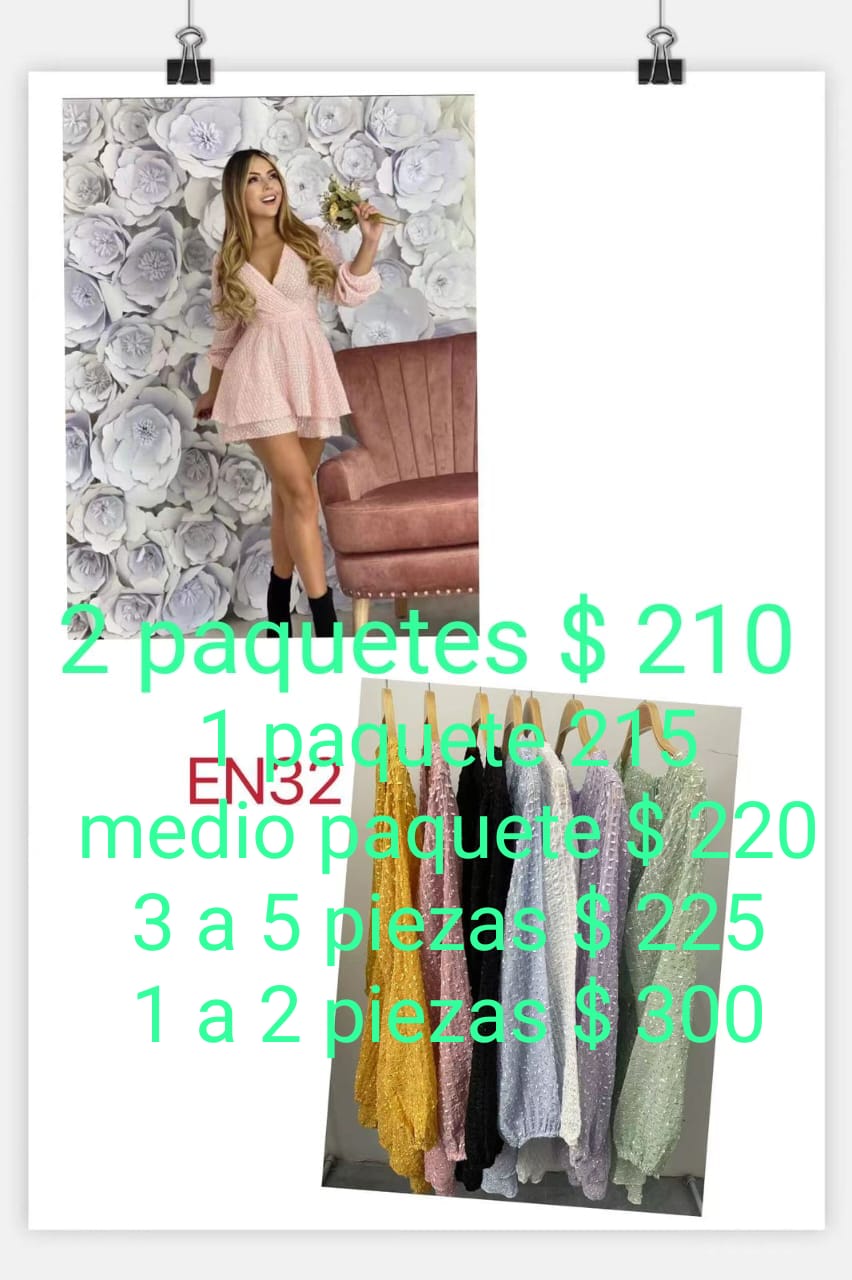 2 paquetes $ 210
1 paquete 215
EN32
medio paquete $ 220
3 a 5 piezas $ 225
1 a 2 piezas $ 300